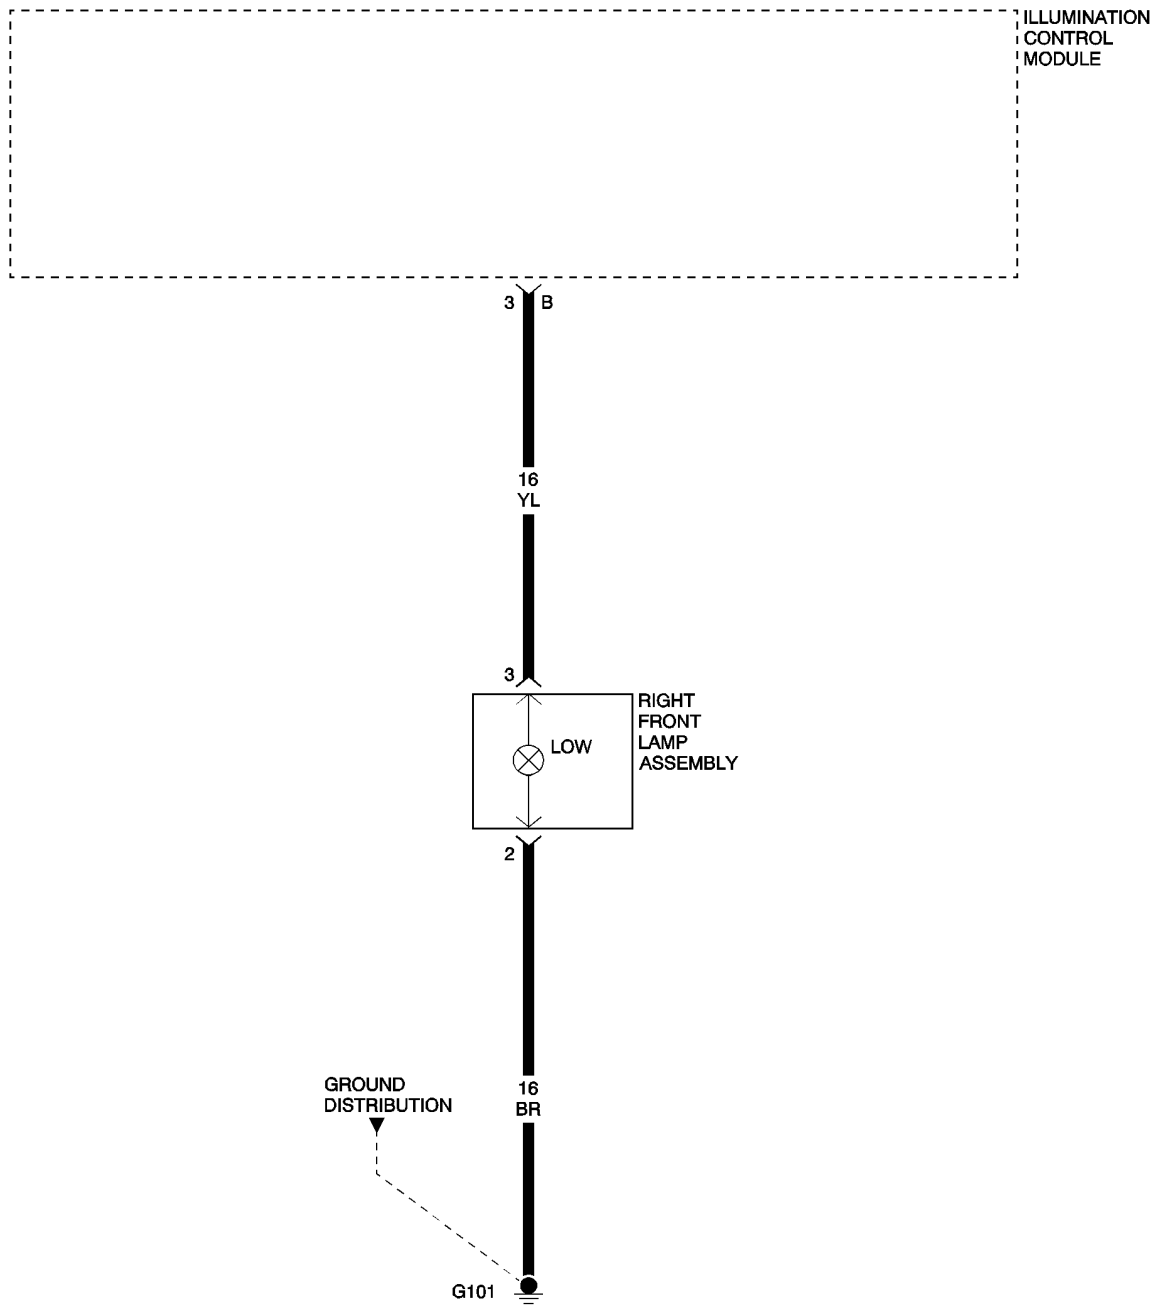 ILLUMINATION
CONTROL
MODULE
3 B
16
YL
3
RIGHT
FRONT
LAMP
ASSEMBLY
LOW
2
16
BR
GROUND
DISTRIBUTION
G101